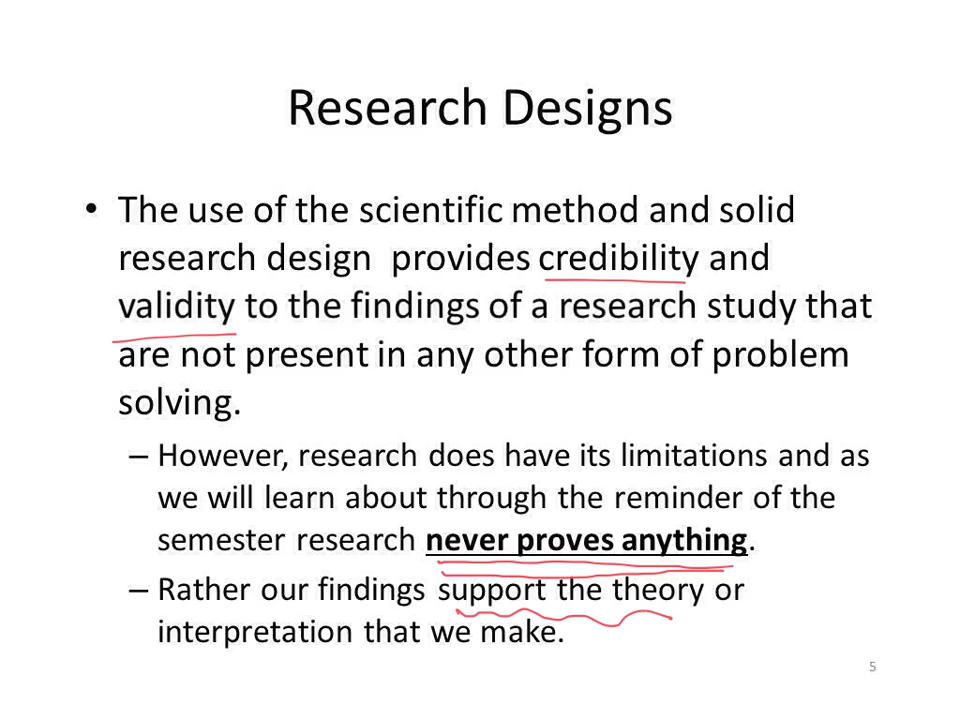 Research Designs
• The use of the scientific method and solid
research design  provides credibility and
validity to the findings of a research study that
are not present in any other form of problem
solving.
– However, research does have its limitations and as
we will learn about through the reminder of the
semester research never proves anything.
– Rather our findings support the theory or
interpretation that we make.
5